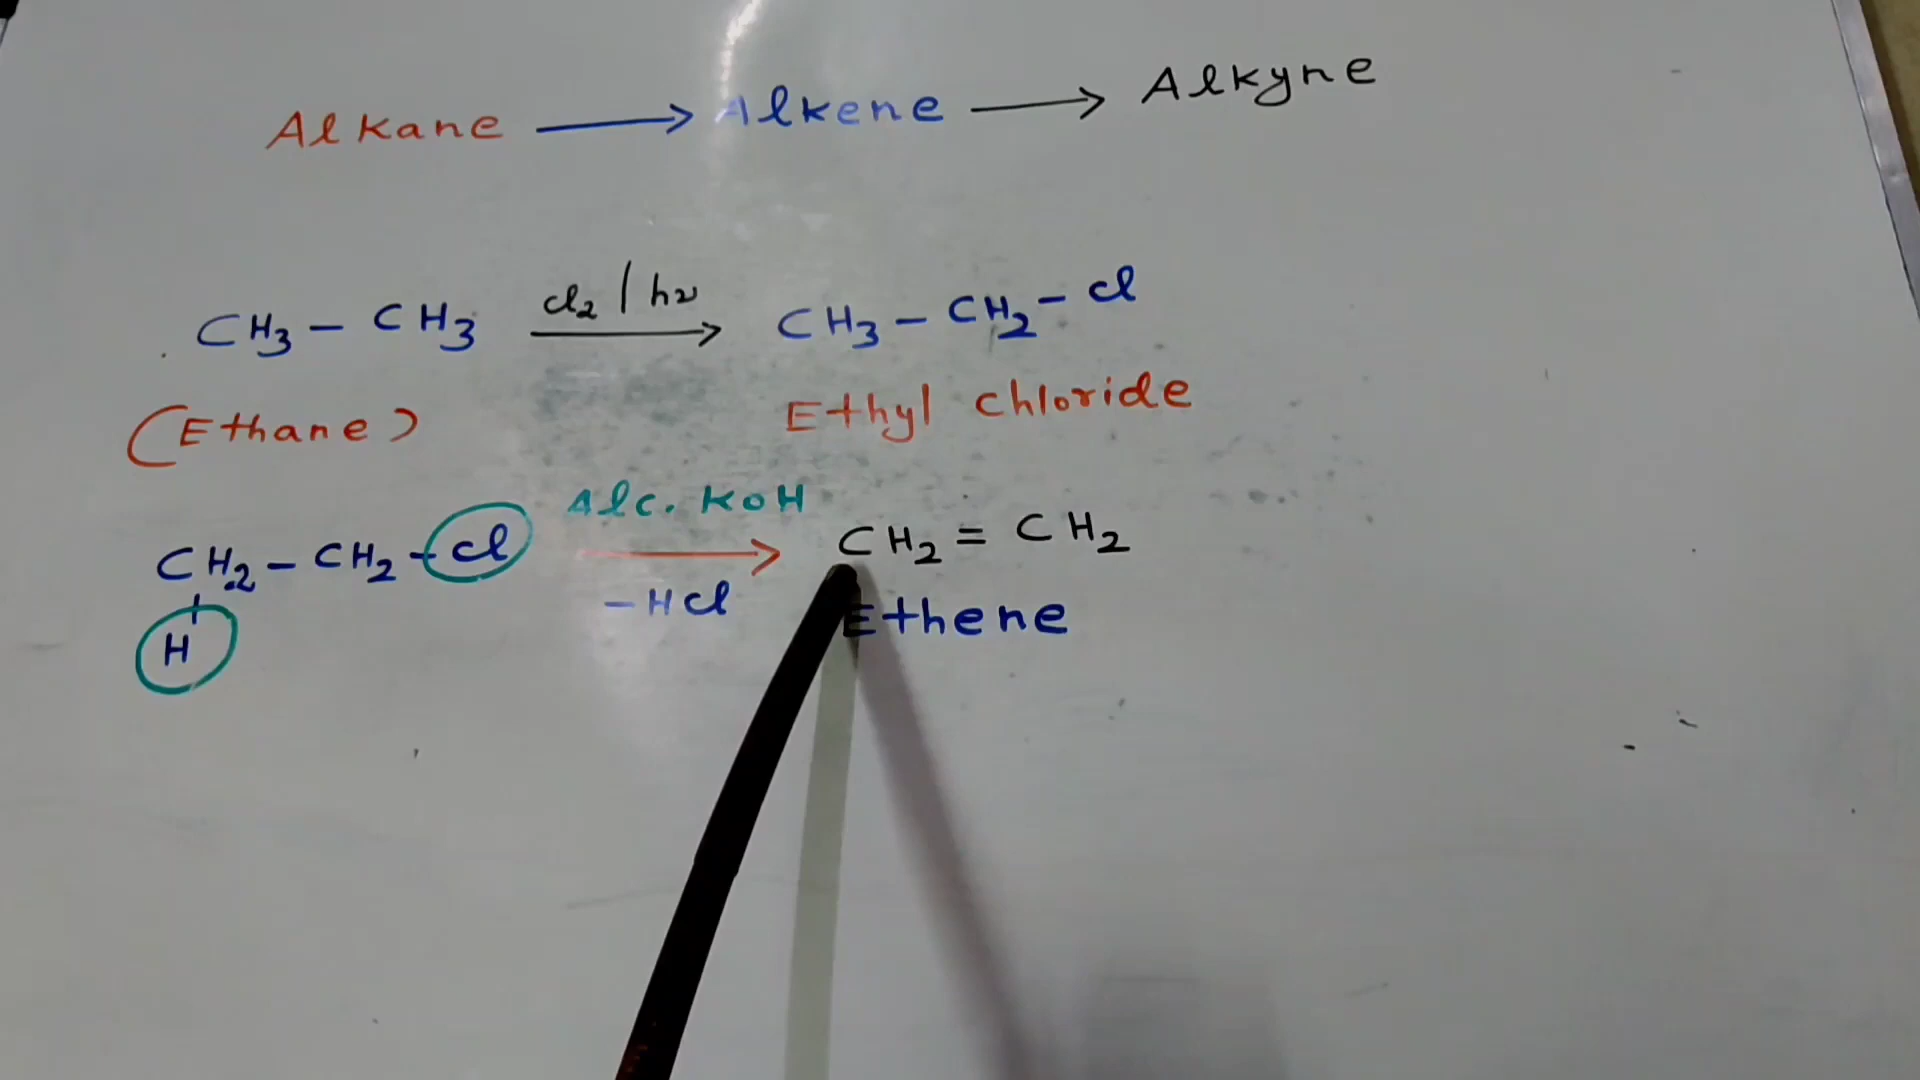 Alkane → Alkene → Alkyne
CH3 – CH3 Cl2 / hν → CH3 – CH2 – Cl
(Ethane) Ethyl chloride
CH2 – CH2 – Cl Alc. KOH → CH2 = CH2
– HCl
H Ethene